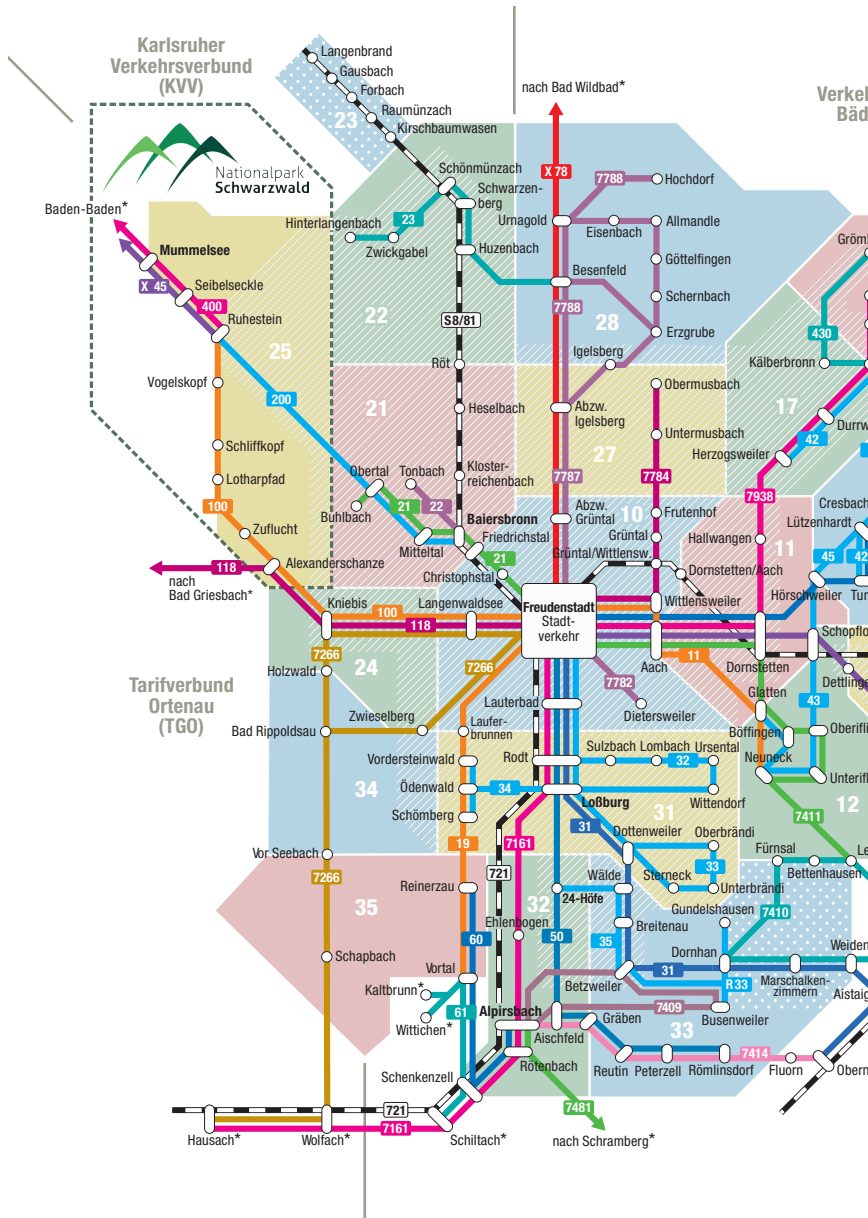 Karlsruher
Verkehrsverbund
(KVV)
Langenbrand
Gausbach
Forbach
Raumünzach
Kirschbaumwasen
23
nach Bad Wildbad*
Nationalpark
Schwarzwald
Baden-Baden*
Mummelsee
X 45
Seibelseckle
400
Ruhestein
25
200
Vogelskopf
Schliffkopf
Lotharpfad
100
Zuflucht
Alexanderschanze
118
nach
Bad Griesbach*
Schönmünzach
Schwarzen-
berg
Hinterlangenbach
23
Zwickgabel
Huzenbach
22
S8/81
Röt
21
Heselbach
Kloster-
reichenbach
Obertal
Tonbach
21
22
Buhlbach
Mitteltal
Baiersbronn
Friedrichstal
21
Christophstal
X 78
7788
Hochdorf
Urnagold
Eisenbach
Allmandle
Göttelfingen
Besenfeld
7788
Schernbach
28
Erzgrube
Igelsberg
Abzw.
Igelsberg
Obermusbach
Untermusbach
27
7787
7784
10
Abzw.
Grüntal
Frutenhof
Grüntal
Grüntal/Wittlensw.
Dornstetten/Aach
Wittlensweiler
Grömb
430
Kälberbronn
17
42
Herzogsweiler
7938
Hallwangen
11
Cresbach
Lützenhardt
45
42
Hörschweiler
Freudenstadt
Stadt-
verkehr
Kniebis
100
118
Langenwaldsee
7266
24
Holzwald
7266
Zwieselberg
Bad Rippoldsau
Laufer-
brunnen
Lauterbad
7782
Dietersweiler
Aach
11
Dornstetten
Schopflo
Glatten
43
Dettling
Böffingen
Oberifli
Neuneck
Unterifl
12
7411
Tarifverbund
Ortenau
(TGO)
34
Vordersteinwald
Rodt
Sulzbach
Lombach
Ursental
32
Ödenwald
34
Loßburg
31
Wittendorf
Schömberg
31
Dottenweiler
Oberbrändi
33
Sterneck
Unterbrändi
19
7161
721
Vor Seebach
7266
35
Reinerzau
32
24-Höfe
Wälde
Gundelshausen
Fürnsal
Bettenhausen
7410
Ehlenbogen
60
50
35
Breitenau
Dornhan
Weiden
Schapbach
31
R 33
Marschalken-
zimmern
Aistaig
Vortal
Kaltbrunn*
Betzweiler
7409
Busenweiler
61
Wittichen*
Alpirsbach
Aischfeld
Gräben
33
7414
Rötenbach
Reutin
Peterzell
Römlinsdorf
Fluorn
Schenkenzell
7481
721
Hausach*
Wolfach*
7161
Schiltach*
nach Schramberg*